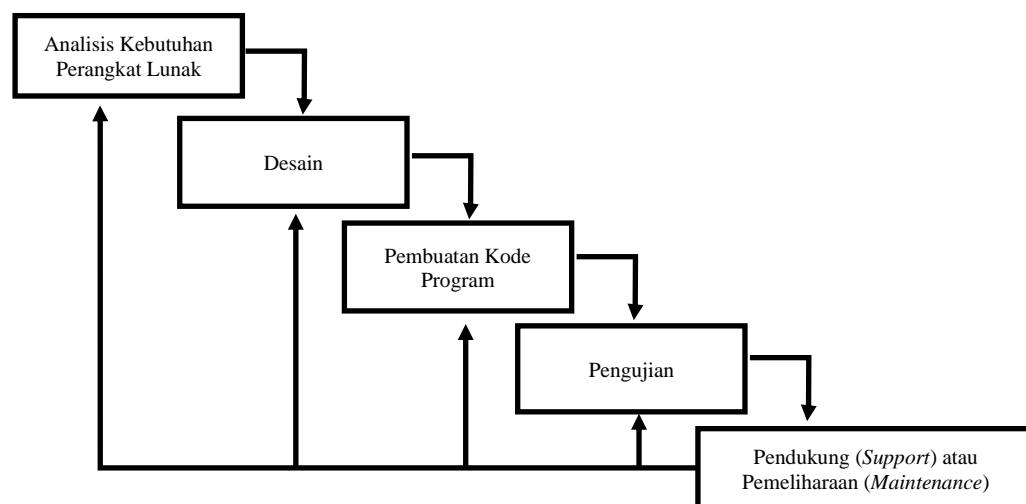 Analisis Kebutuhan
Perangkat Lunak
Desain
Pembuatan Kode
Program
Pengujian
Pendukung (Support) atau
Pemeliharaan (Maintenance)